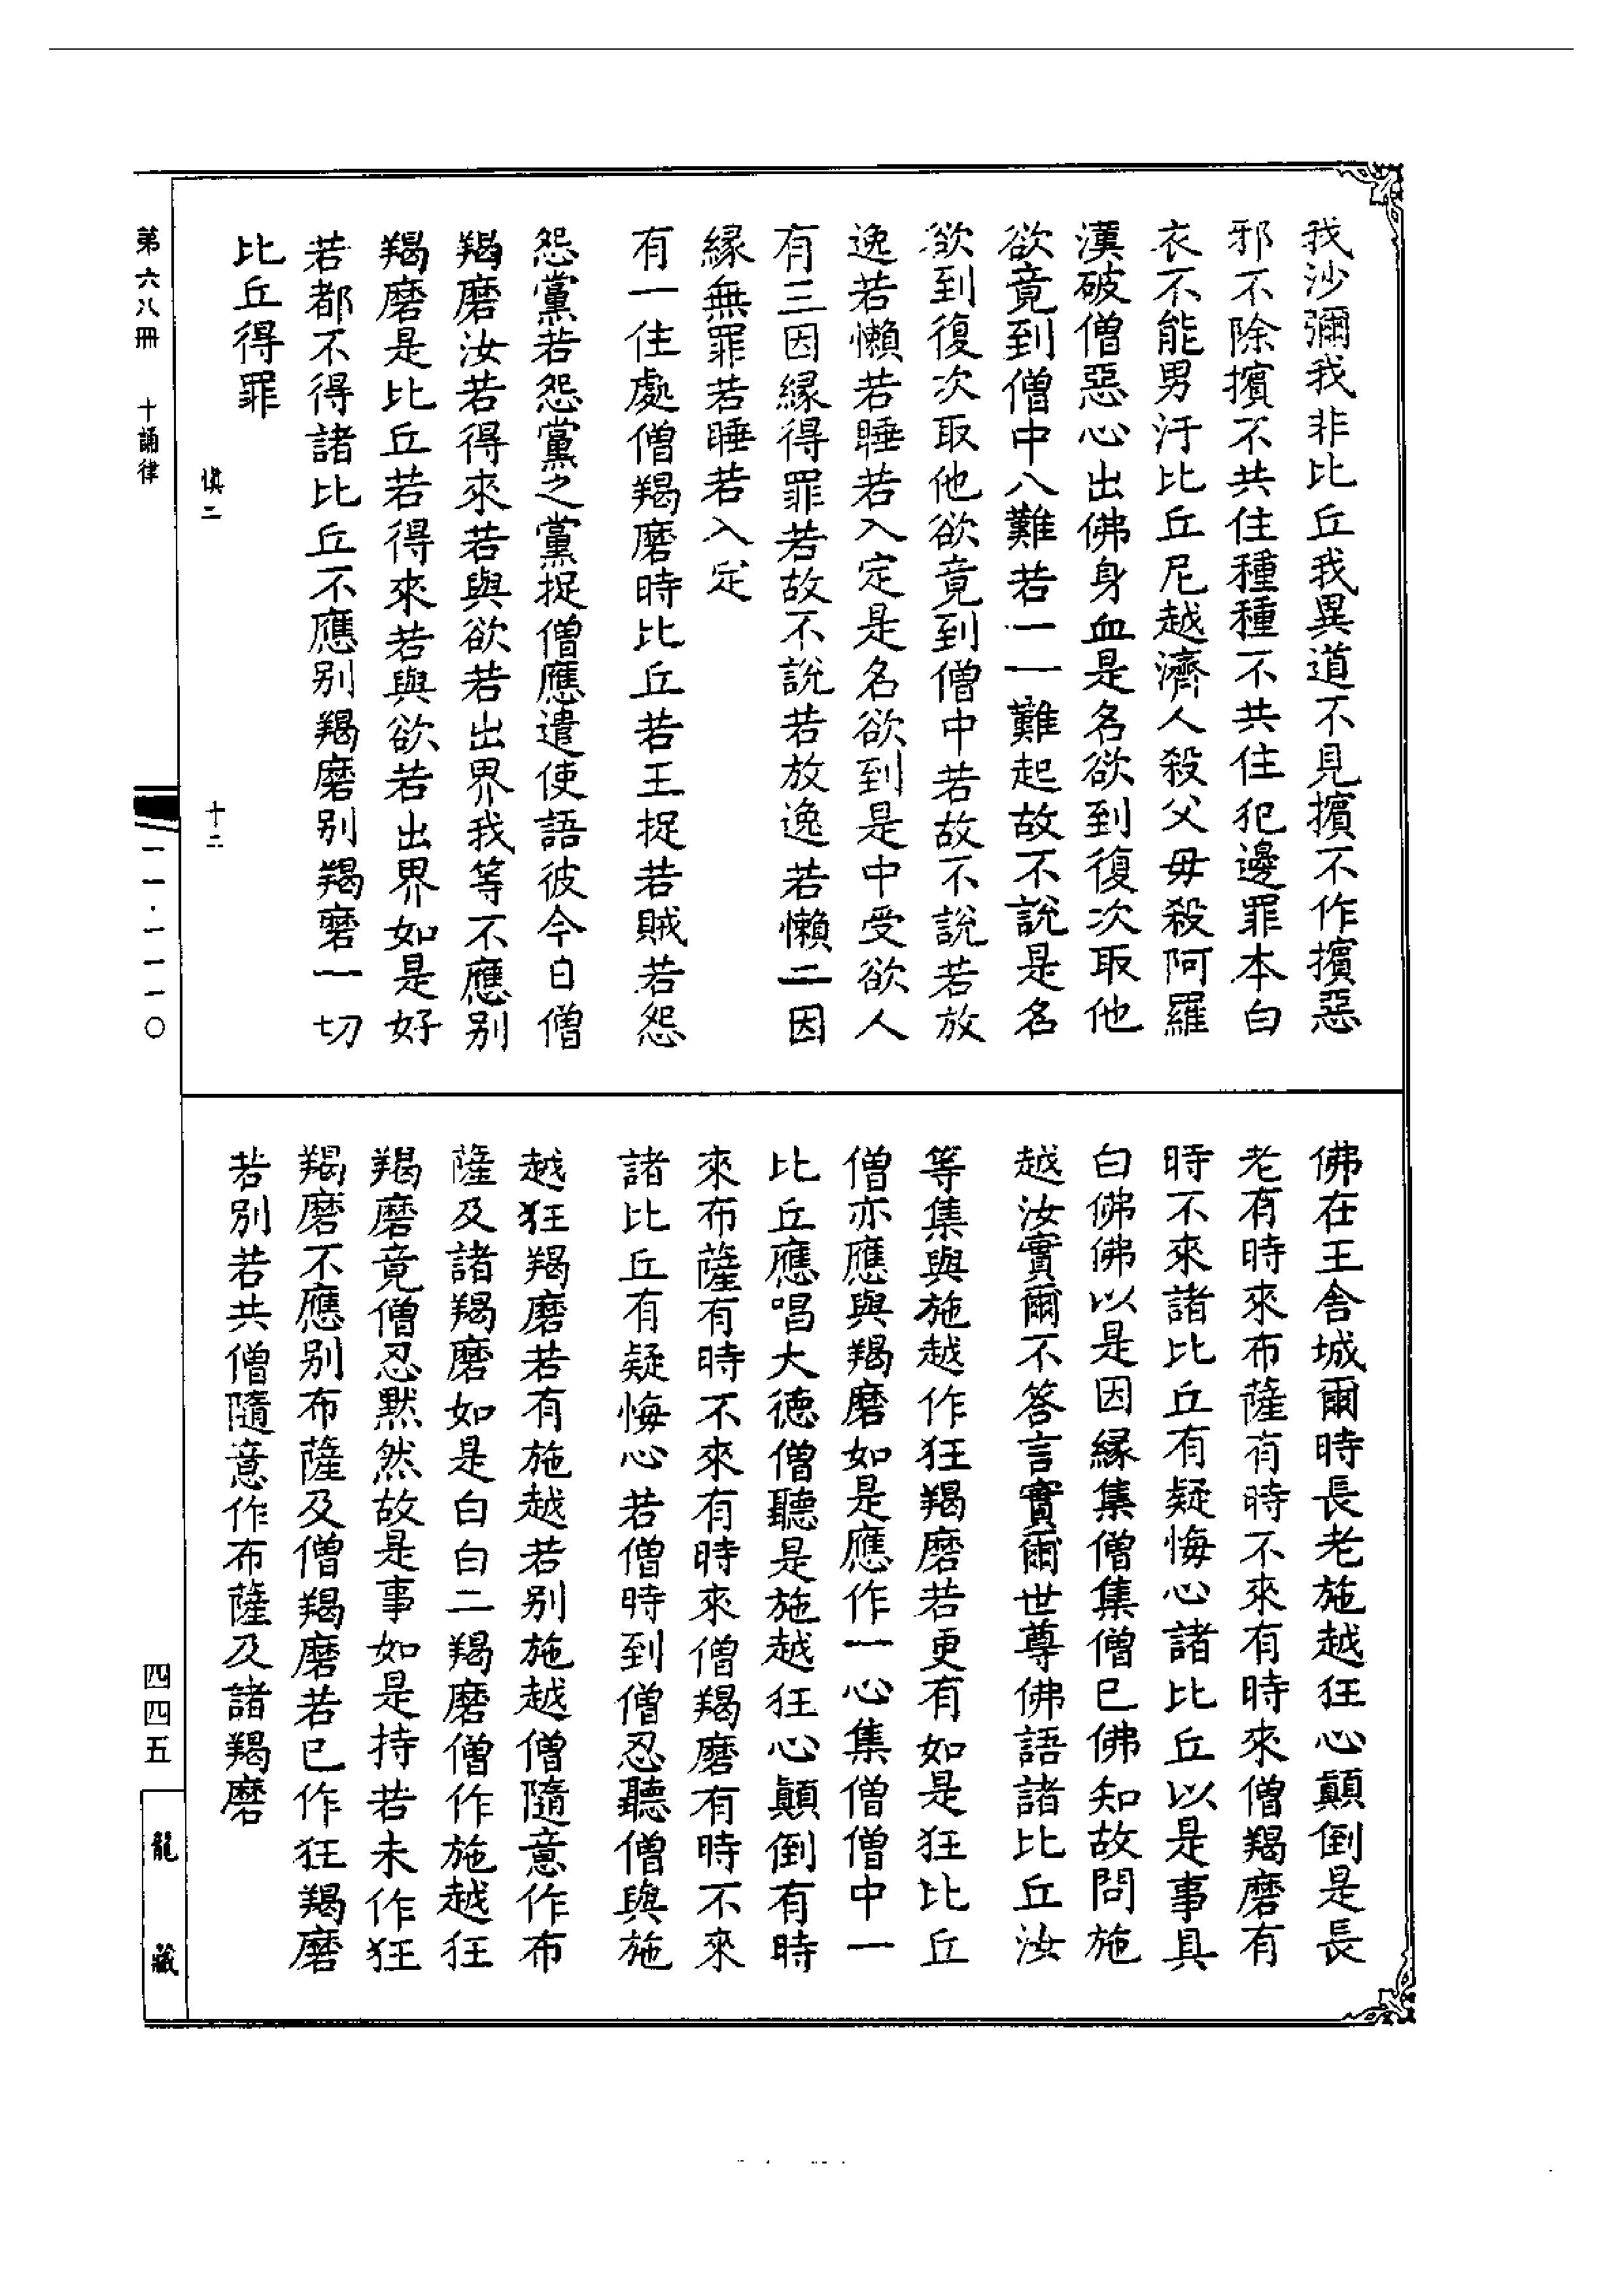 我沙彌我非比丘我異道不見擯不作擯惡
邪不除擯不共住種種不共住犯邊罪本白
衣不能男汙比丘尼越濟人殺父母殺阿羅
漢破僧惡心出佛身血是名欲到復次取他
欲竟到僧中八難若一一難起故不說是名
欲到復次取他欲竟到僧中若故不說若放
逸若懶若睡若入定是名欲到是中受欲人
有三因緣得罪若故不說若放逸若懶二因
緣無罪若睡若入定
有一住處僧羯磨時比丘若王捉若賊若怨
怨黨若怨黨之黨捉僧應遣使語彼今日僧
羯磨汝若得來若與欲若出界我等不應別
羯磨是比丘若得來若與欲若出界如是好
若都不得諸比丘不應別羯磨別羯磨一切
比丘得罪
慎二 十二
佛在王舍城爾時長老施越狂心顛倒是長
老有時來布薩有時不來有時來僧羯磨有
時不來諸比丘有疑悔心諸比丘以是事具
白佛佛以是因緣集僧集僧已佛知故問施
越汝實爾不答言實爾世尊佛語諸比丘汝
等集與施越作狂羯磨若更有如是狂比丘
僧亦應與羯磨如是應作一心集僧僧中一
比丘應唱大德僧聽是施越狂心顛倒有時
來布薩有時不來有時來僧羯磨有時不來
諸比丘有疑悔心若僧時到僧忍聽僧與施
越狂羯磨若有施越若別施越僧隨意作布
薩及諸羯磨如是白白二羯磨僧作施越狂
羯磨竟僧忍默然故是事如是持若未作狂
羯磨不應別布薩及僧羯磨若已作狂羯磨
若別若共僧隨意作布薩及諸羯磨
第六八冊 十誦律
一一·一一一〇
四四五
龍藏